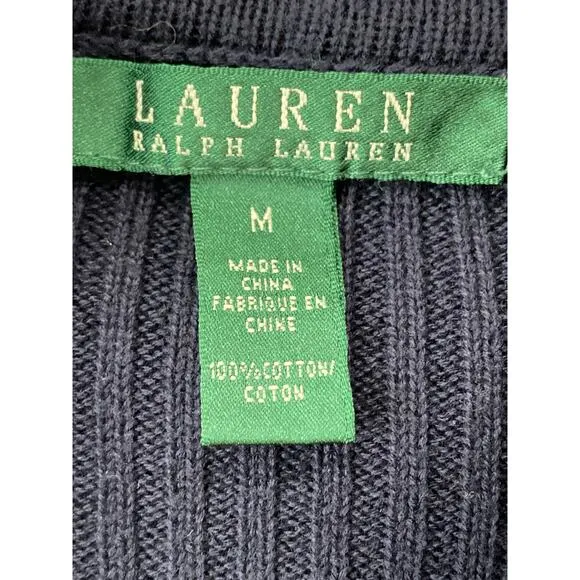 LAUREN
RALPH LAUREN
M
MADE IN
CHINA
FABRIQUE EN
CHINE
100%COTTON/
COTON